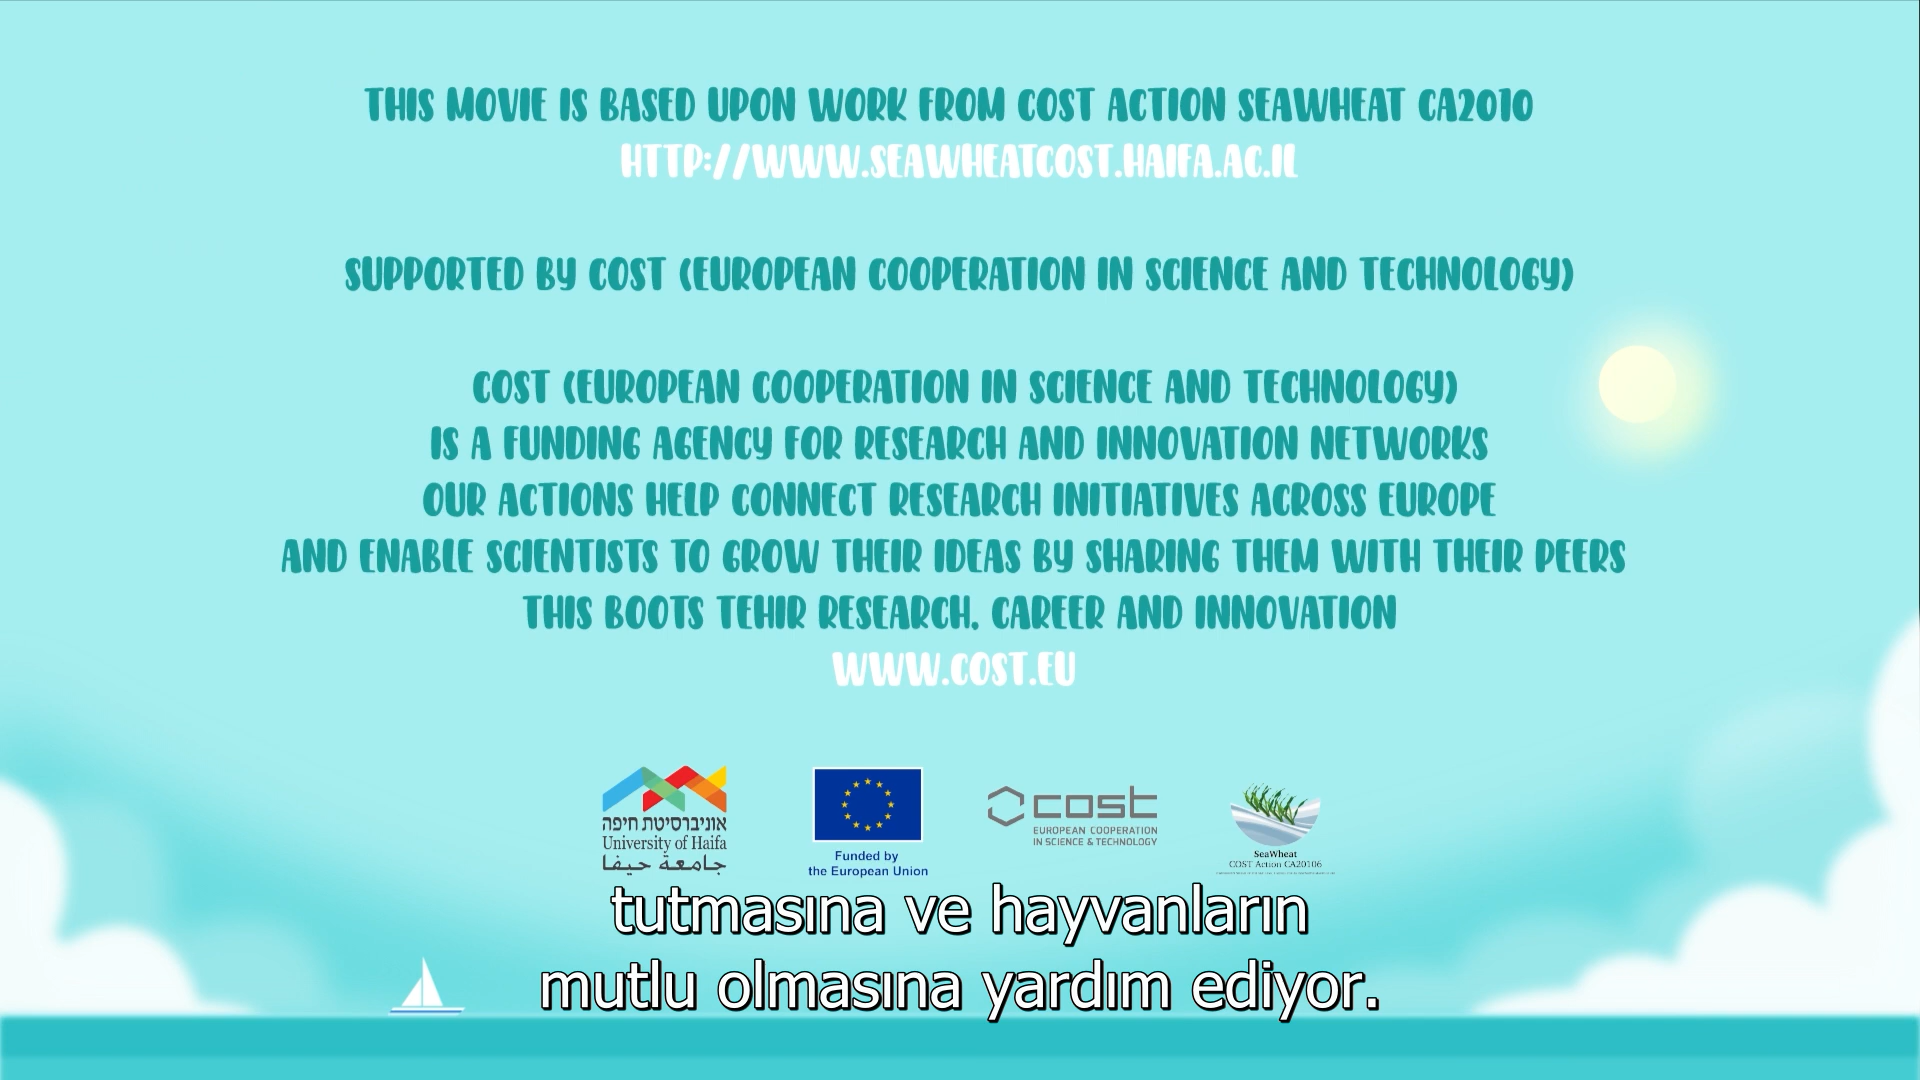 THIS MOVIE IS BASED UPON WORK FROM COST ACTION SEAWHEAT CA2010
HTTP://WWW.SEAWHEATCOST.HAIFA.AC.IL
SUPPORTED BY COST (EUROPEAN COOPERATION IN SCIENCE AND TECHNOLOGY)
COST (EUROPEAN COOPERATION IN SCIENCE AND TECHNOLOGY)
IS A FUNDING AGENCY FOR RESEARCH AND INNOVATION NETWORKS
OUR ACTIONS HELP CONNECT RESEARCH INITIATIVES ACROSS EUROPE
AND ENABLE SCIENTISTS TO GROW THEIR IDEAS BY SHARING THEM WITH THEIR PEERS
THIS BOOTS TEHIR RESEARCH, CAREER AND INNOVATION
WWW.COST.EU
אוניברסיטת חיפה
University of Haifa
جامعة حيفا
Funded by
the European Union
cost
EUROPEAN COOPERATION
IN SCIENCE & TECHNOLOGY
SeaWheat
COST Action CA20106
tutmasına ve hayvanların
mutlu olmasına yardım ediyor.